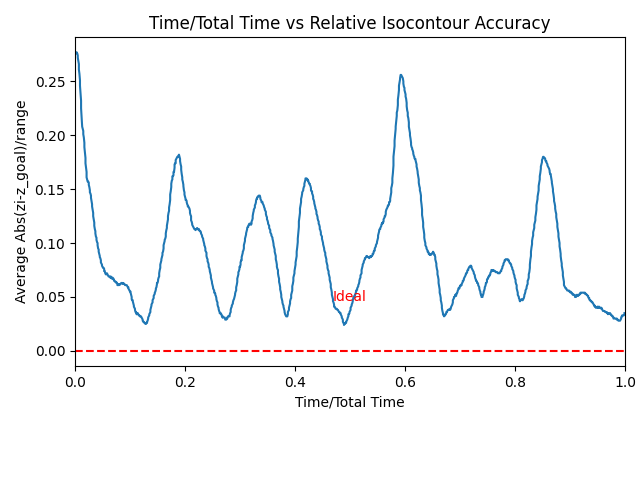 Time/Total Time vs Relative Isocontour Accuracy
Average Abs(zi-z_goal)/range
0.25
0.20
0.15
0.10
0.05
0.00
Ideal
0.0 0.2 0.4 0.6 0.8 1.0
Time/Total Time